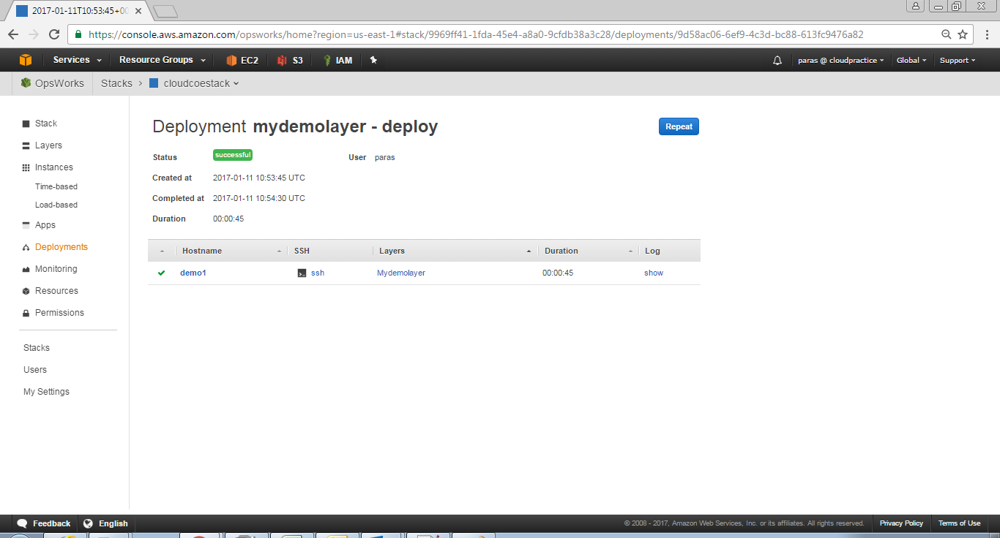 2017-01-11T10:53:45+00
https://console.aws.amazon.com/opsworks/home?region=us-east-1#stack/9969ff41-1fda-45e4-a8a0-9cfdb38a3c28/deployments/9d58ac06-6ef9-4c3d-bc88-613fc9476a82
Services Resource Groups EC2 S3 IAM paras @ cloudpractice Global Support
OpsWorks Stacks cloudcoestack
Stack
Layers
Instances
Time-based
Load-based
Apps
Deployments
Monitoring
Resources
Permissions
Stacks
Users
My Settings
Deployment mydemolayer - deploy
Repeat
Status successful User paras
Created at 2017-01-11 10:53:45 UTC
Completed at 2017-01-11 10:54:30 UTC
Duration 00:00:45
Hostname SSH Layers Duration Log
demo1 ssh Mydemolayer 00:00:45 show
Feedback English © 2008 - 2017, Amazon Web Services, Inc. or its affiliates. All rights reserved. Privacy Policy Terms of Use